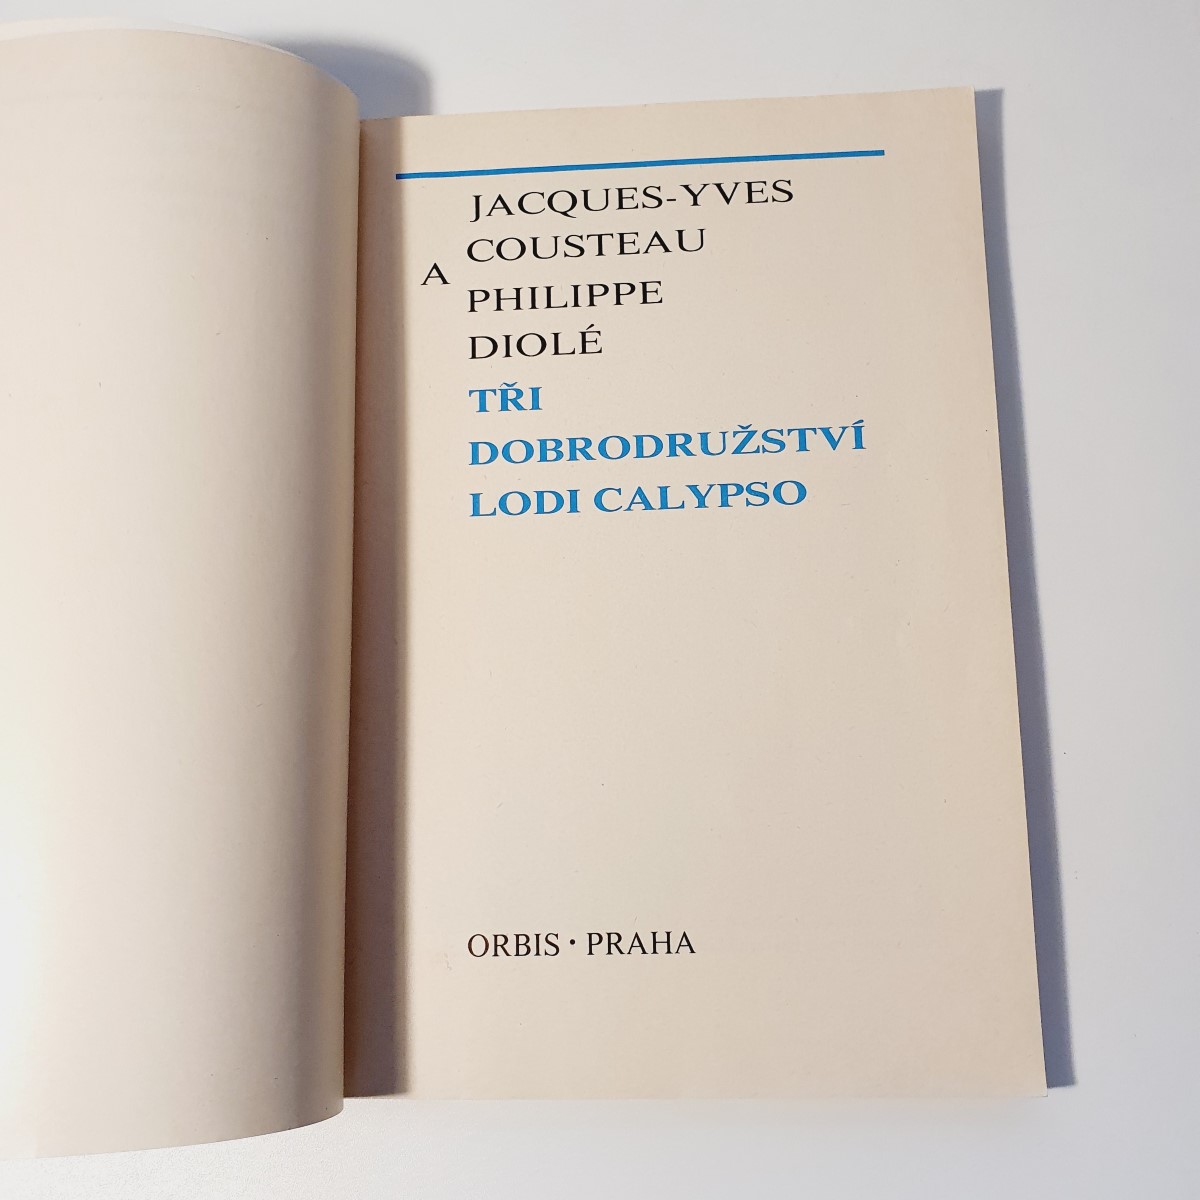 JACQUES-YVES
COUSTEAU
A
PHILIPPE
DIOLÉ
TŘI
DOBRODRUŽSTVÍ
LODI CALYPSO
ORBIS · PRAHA